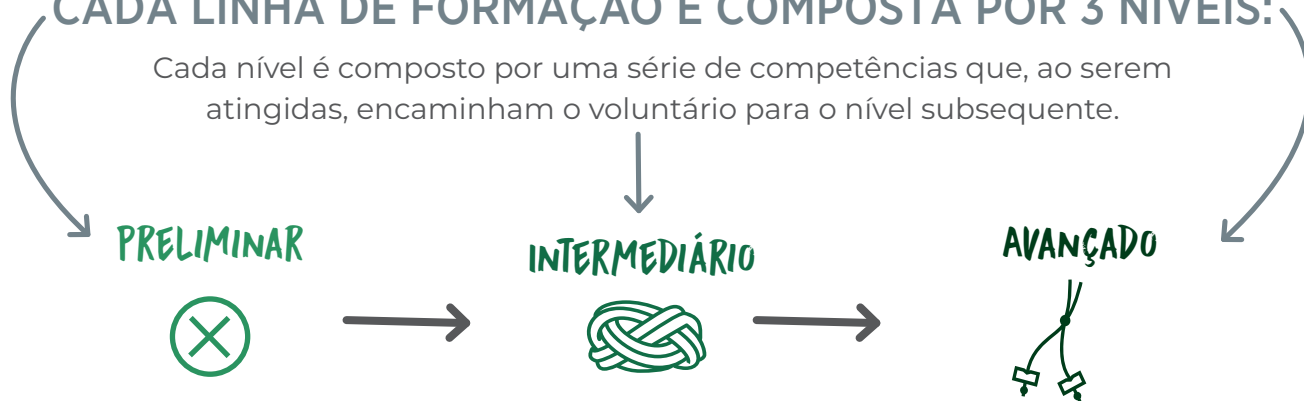 CADA LINHA DE FORMAÇÃO É COMPOSTA POR 3 NÍVEIS:
Cada nível é composto por uma série de competências que, ao serem
atingidas, encaminham o voluntário para o nível subsequente.
PRELIMINAR
INTERMEDIÁRIO
AVANÇADO